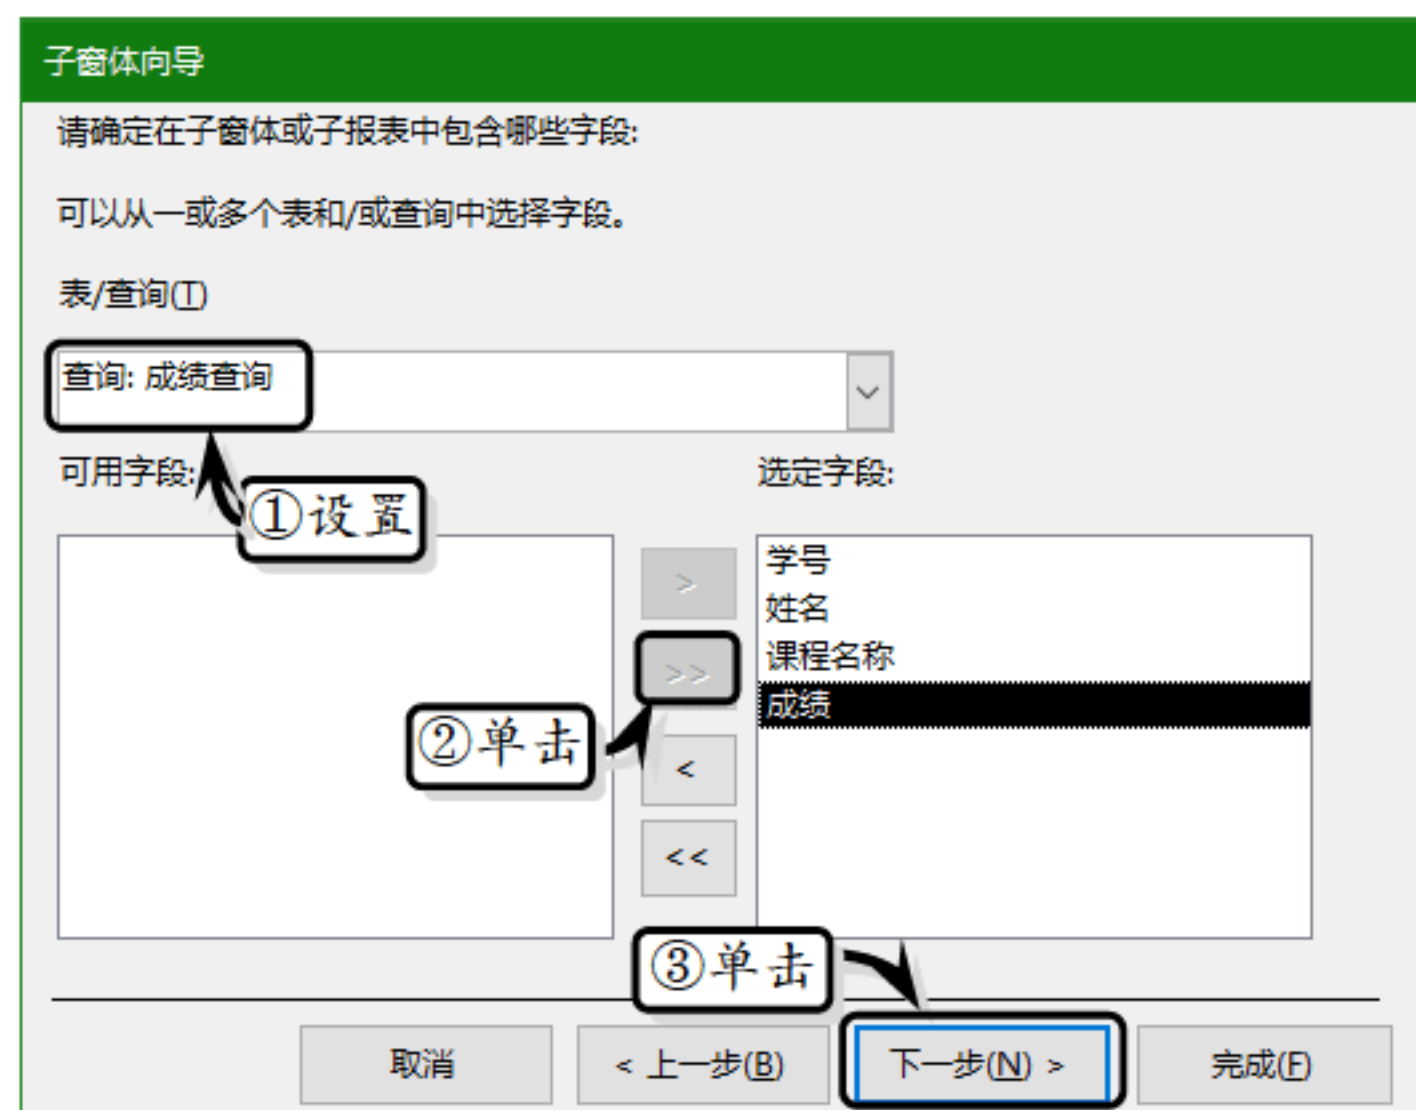 子窗体向导
请确定在子窗体或子报表中包含哪些字段:
可以从一或多个表和/或查询中选择字段。
表/查询(T)
查询: 成绩查询
可用字段:
①设置
选定字段:
>
>>
<
<<
学号
姓名
课程名称
成绩
②单击
③单击
取消
< 上一步(B)
下一步(N) >
完成(F)